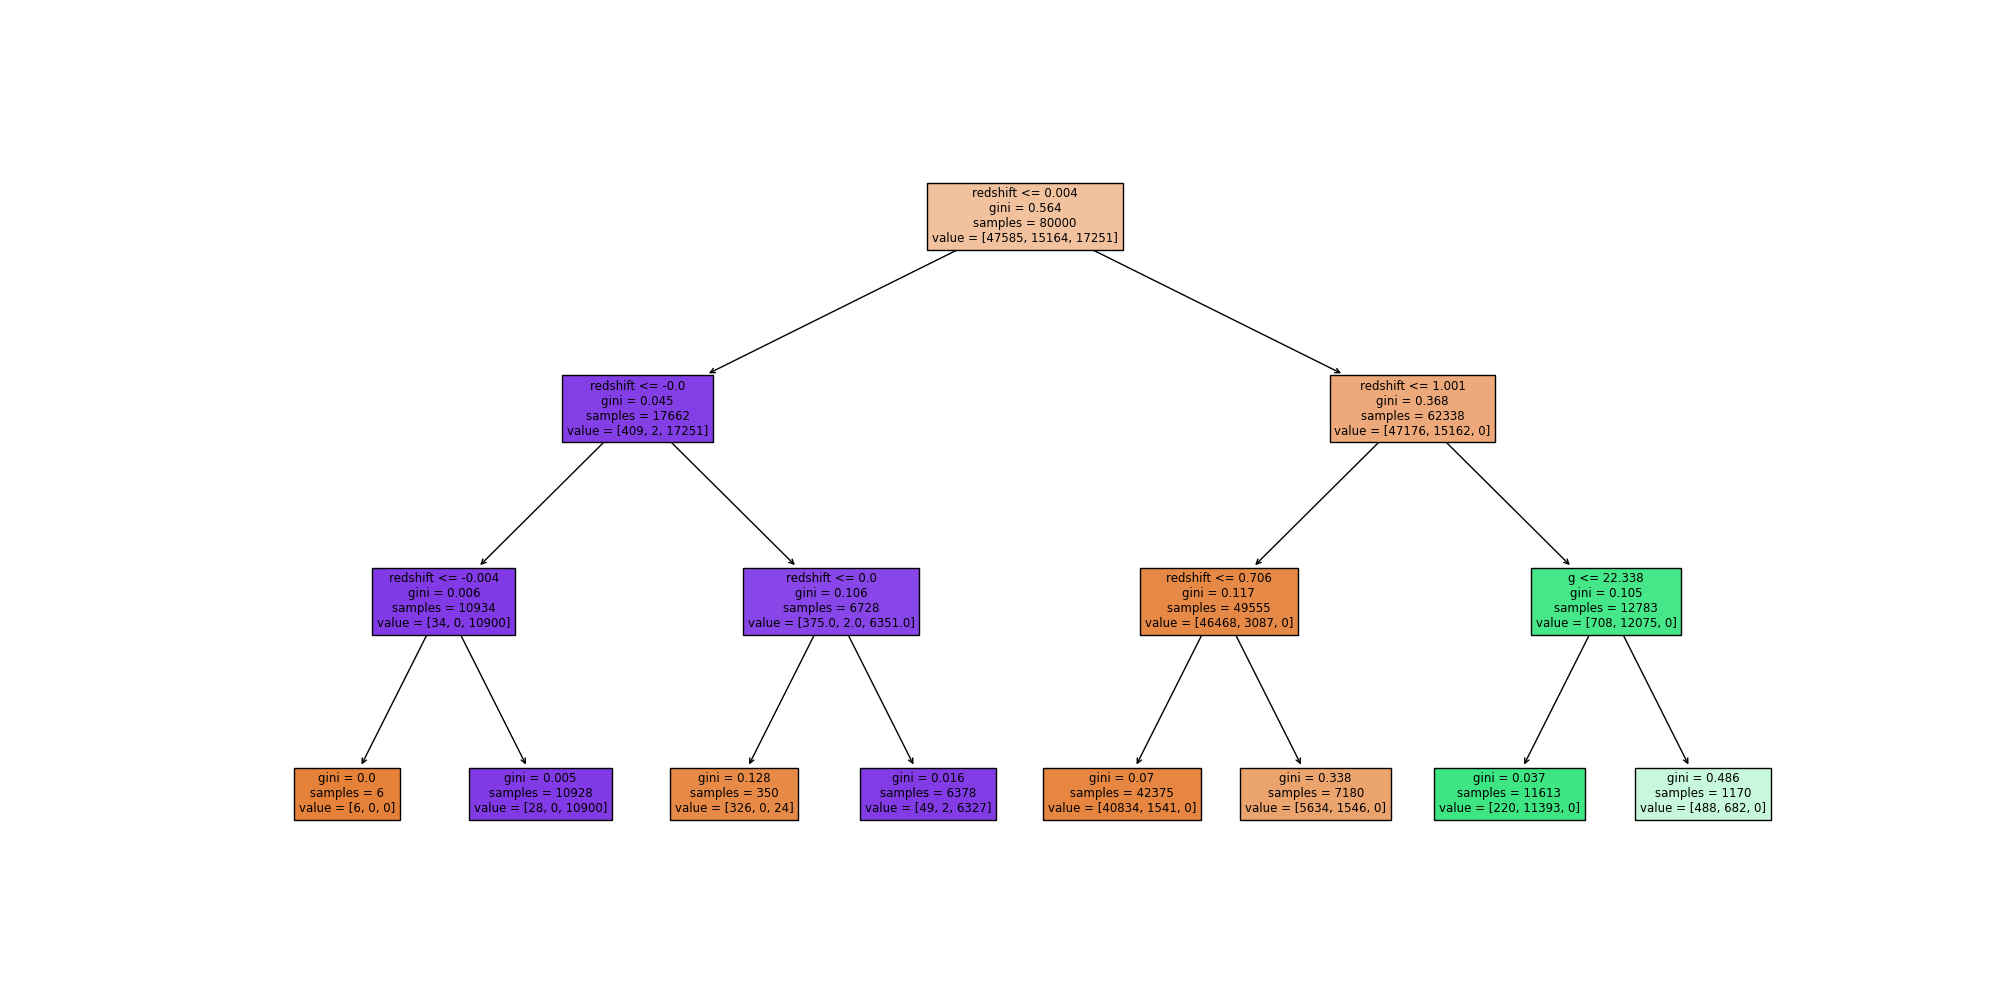 redshift <= 0.004
gini = 0.564
samples = 80000
value = [47585, 15164, 17251]
redshift <= -0.0
gini = 0.045
samples = 17662
value = [409, 2, 17251]
redshift <= 1.001
gini = 0.368
samples = 62338
value = [47176, 15162, 0]
redshift <= -0.004
gini = 0.006
samples = 10934
value = [34, 0, 10900]
redshift <= 0.0
gini = 0.106
samples = 6728
value = [375.0, 2.0, 6351.0]
redshift <= 0.706
gini = 0.117
samples = 49555
value = [46468, 3087, 0]
g <= 22.338
gini = 0.105
samples = 12783
value = [708, 12075, 0]
gini = 0.0
samples = 6
value = [6, 0, 0]
gini = 0.005
samples = 10928
value = [28, 0, 10900]
gini = 0.128
samples = 350
value = [326, 0, 24]
gini = 0.016
samples = 6378
value = [49, 2, 6327]
gini = 0.07
samples = 42375
value = [40834, 1541, 0]
gini = 0.338
samples = 7180
value = [5634, 1546, 0]
gini = 0.037
samples = 11613
value = [220, 11393, 0]
gini = 0.486
samples = 1170
value = [488, 682, 0]